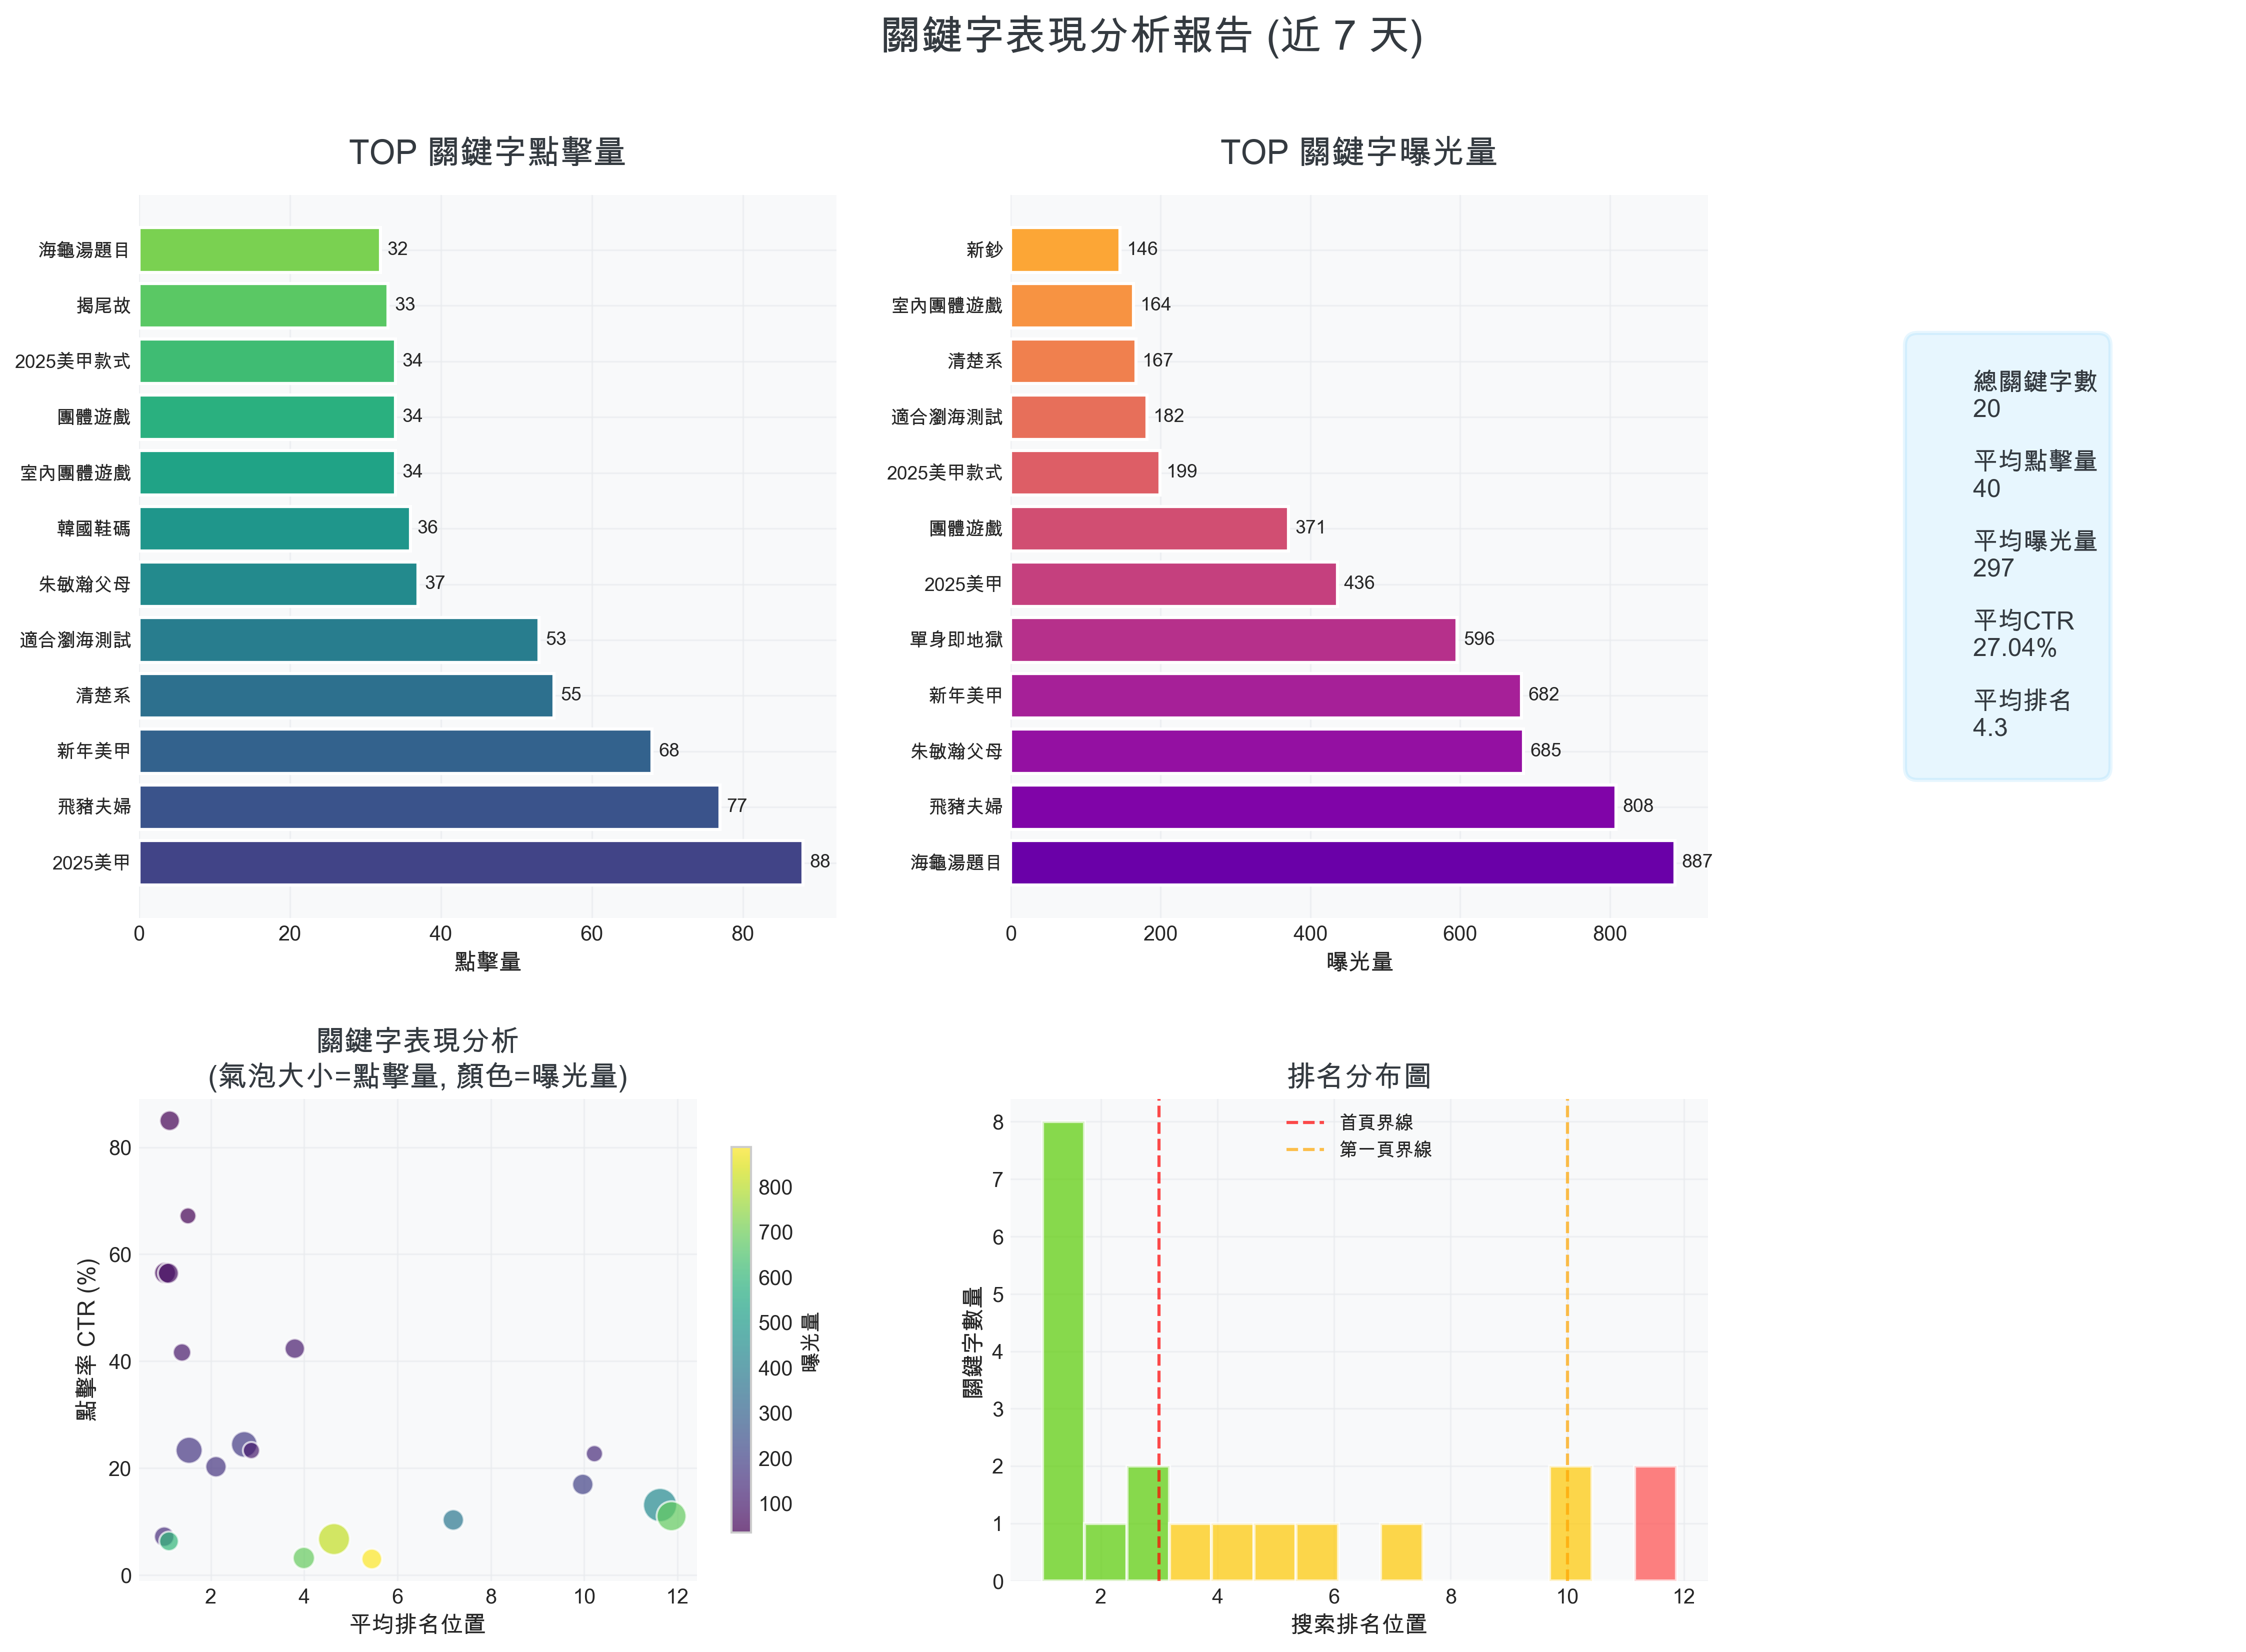 關鍵字表現分析報告 (近 7 天)
TOP 關鍵字點擊量
海龜湯題目
32
揭尾故
33
2025美甲款式
34
團體遊戲
34
室內團體遊戲
34
韓國鞋碼
36
朱敏瀚父母
37
適合瀏海測試
53
清楚系
55
新年美甲
68
飛豬夫婦
77
2025美甲
88
0
20
40
60
80
點擊量
TOP 關鍵字曝光量
新鈔
146
室內團體遊戲
164
清楚系
167
適合瀏海測試
182
2025美甲款式
199
團體遊戲
371
2025美甲
436
單身即地獄
596
新年美甲
682
朱敏瀚父母
685
飛豬夫婦
808
海龜湯題目
887
0
200
400
600
800
曝光量
總關鍵字數
20
平均點擊量
40
平均曝光量
297
平均CTR
27.04%
平均排名
4.3
關鍵字表現分析
(氣泡大小=點擊量, 顏色=曝光量)
點擊率 CTR (%)
80
60
40
20
0
2
4
6
8
10
12
平均排名位置
800
700
600
500
400
300
200
100
曝光量
排名分布圖
首頁界線
第一頁界線
關鍵字數量
8
7
6
5
4
3
2
1
0
2
4
6
8
10
12
搜索排名位置